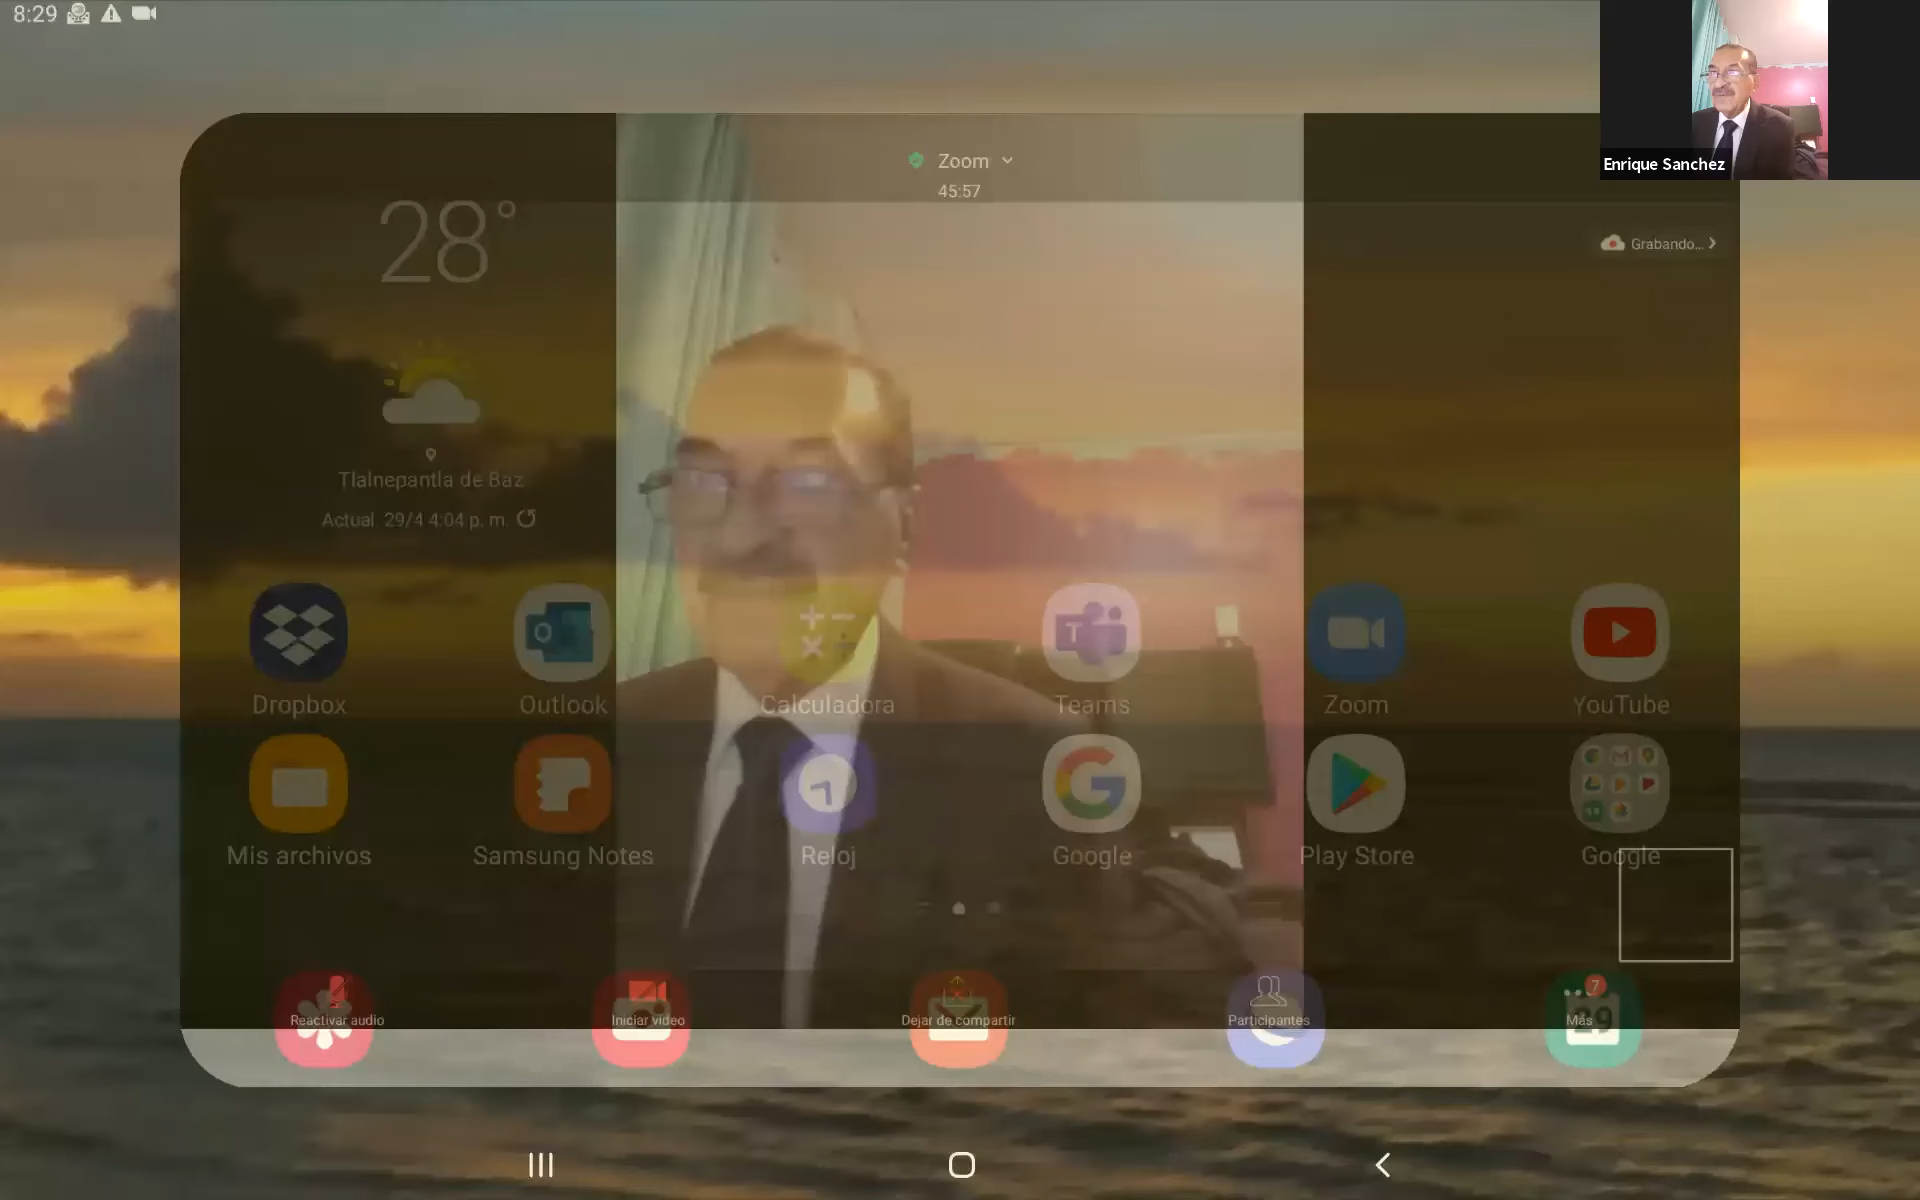 8:29
Enrique Sanchez
Zoom
45:57
28°
Grabando...
Tlalnepantla de Baz
Actual 29/4 4:04 p. m.
Dropbox
Outlook
Calculadora
Teams
Zoom
YouTube
Mis archivos
Samsung Notes
Reloj
Google
Play Store
Google
7
29
Reactivar audio
Iniciar video
Dejar de compartir
Participantes
Más